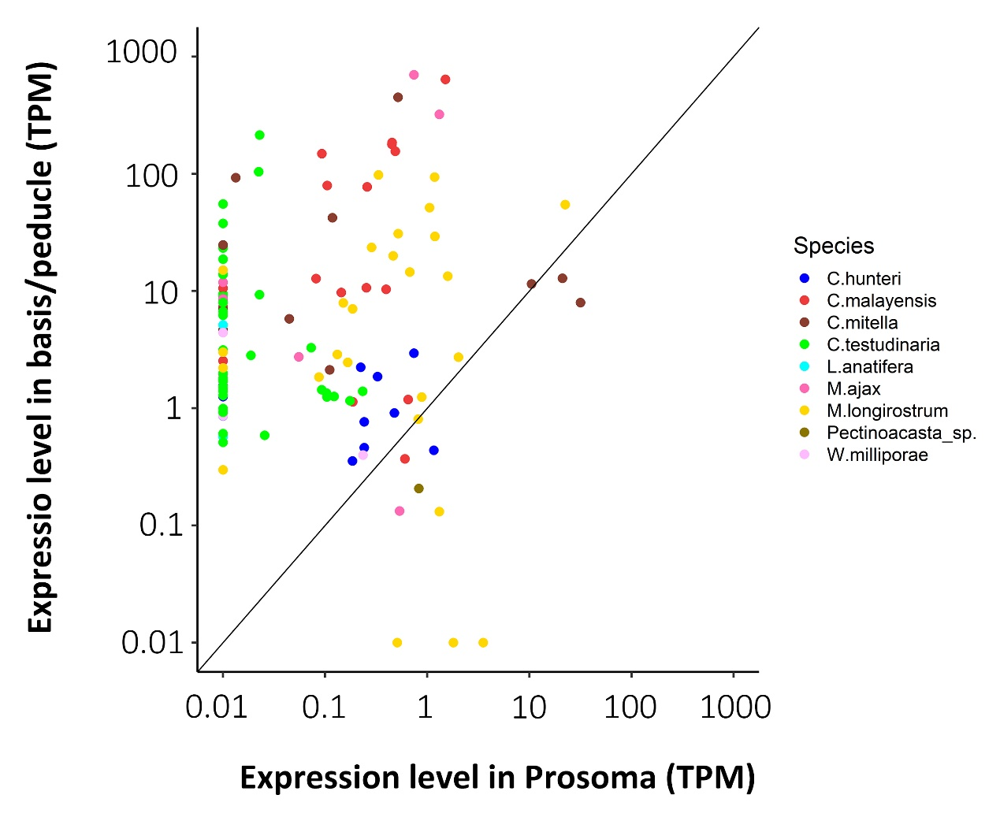 Expressio level in basis/peducle (TPM)
1000
100
10
1
0.1
0.01
0.01 0.1 1 10 100 1000
Expression level in Prosoma (TPM)
Species
C.hunteri
C.malayensis
C.mitella
C.testudinaria
L.anatifera
M.ajax
M.longirostrum
Pectinoacasta_sp.
W.milliporae